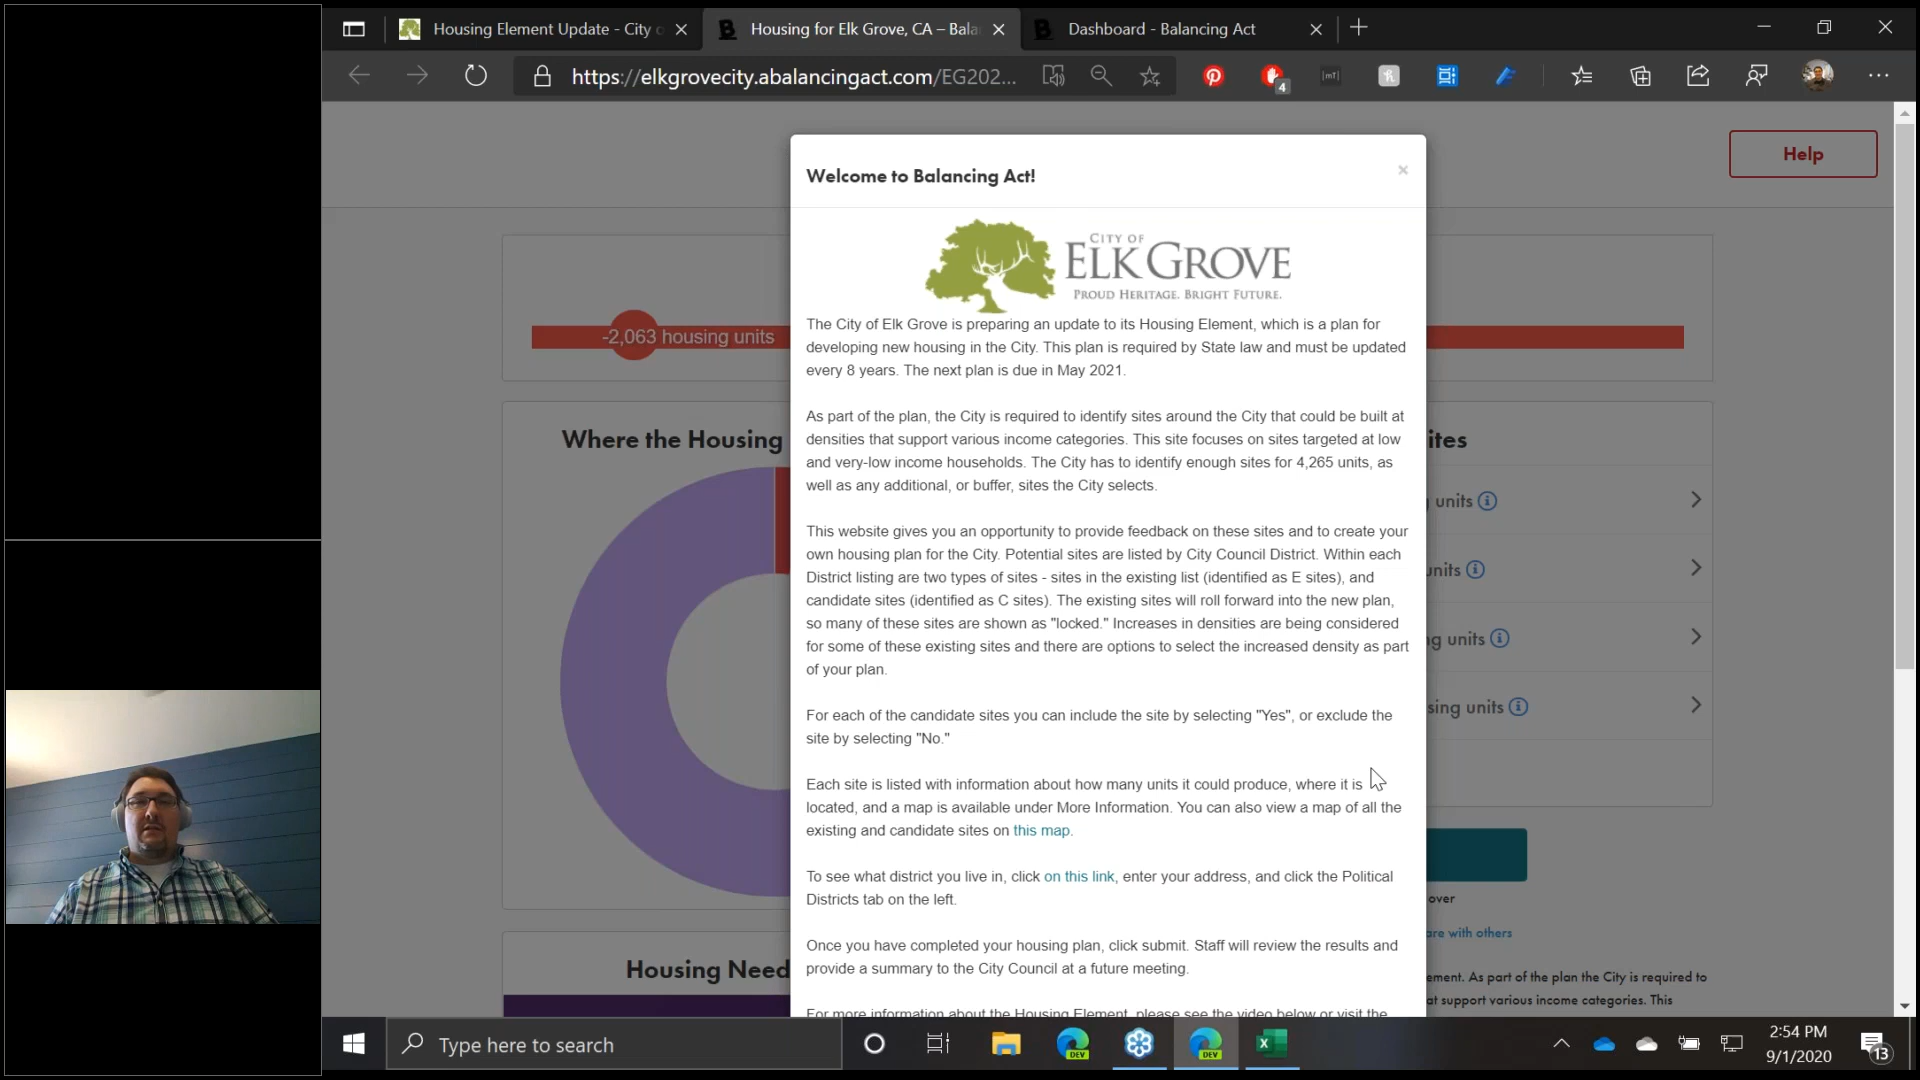 Housing Element Update - City o
Housing for Elk Grove, CA – Bala
Dashboard - Balancing Act
https://elkgrovecity.abalancingact.com/EG202...
4
Help
Welcome to Balancing Act!
CITY OF
ELK GROVE
PROUD HERITAGE. BRIGHT FUTURE.
-2,063 housing units
The City of Elk Grove is preparing an update to its Housing Element, which is a plan for
developing new housing in the City. This plan is required by State law and must be updated
every 8 years. The next plan is due in May 2021.
As part of the plan, the City is required to identify sites around the City that could be built at
densities that support various income categories. This site focuses on sites targeted at low
and very-low income households. The City has to identify enough sites for 4,265 units, as
well as any additional, or buffer, sites the City selects.
This website gives you an opportunity to provide feedback on these sites and to create your
own housing plan for the City. Potential sites are listed by City Council District. Within each
District listing are two types of sites - sites in the existing list (identified as E sites), and
candidate sites (identified as C sites). The existing sites will roll forward into the new plan,
so many of these sites are shown as "locked." Increases in densities are being considered
for some of these existing sites and there are options to select the increased density as part
of your plan.
For each of the candidate sites you can include the site by selecting "Yes", or exclude the
site by selecting "No."
Each site is listed with information about how many units it could produce, where it is
located, and a map is available under More Information. You can also view a map of all the
existing and candidate sites on this map.
To see what district you live in, click on this link, enter your address, and click the Political
Districts tab on the left.
Once you have completed your housing plan, click submit. Staff will review the results and
provide a summary to the City Council at a future meeting.
For more information about the Housing Element, please see the video below or visit the
Where the Housing
Housing Need
ites
g units
units
ng units
sing units
over
are with others
ement. As part of the plan the City is required to
at support various income categories. This
Type here to search
DEV
DEV
2:54 PM
9/1/2020
13